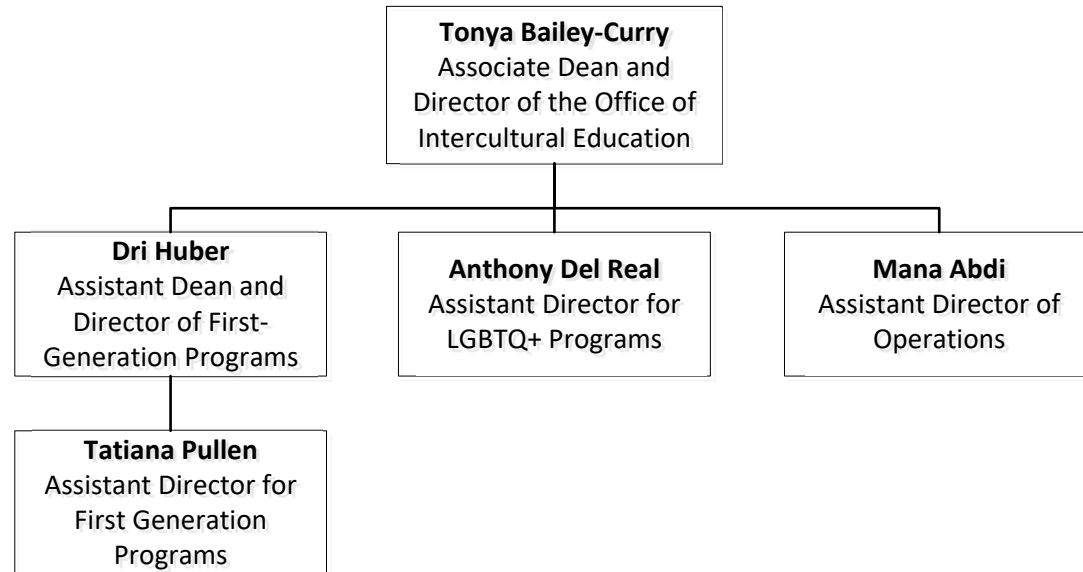 Tonya Bailey-Curry
Associate Dean and
Director of the Office of
Intercultural Education
Dri Huber
Assistant Dean and
Director of First-
Generation Programs
Anthony Del Real
Assistant Director for
LGBTQ+ Programs
Mana Abdi
Assistant Director of
Operations
Tatiana Pullen
Assistant Director for
First Generation
Programs